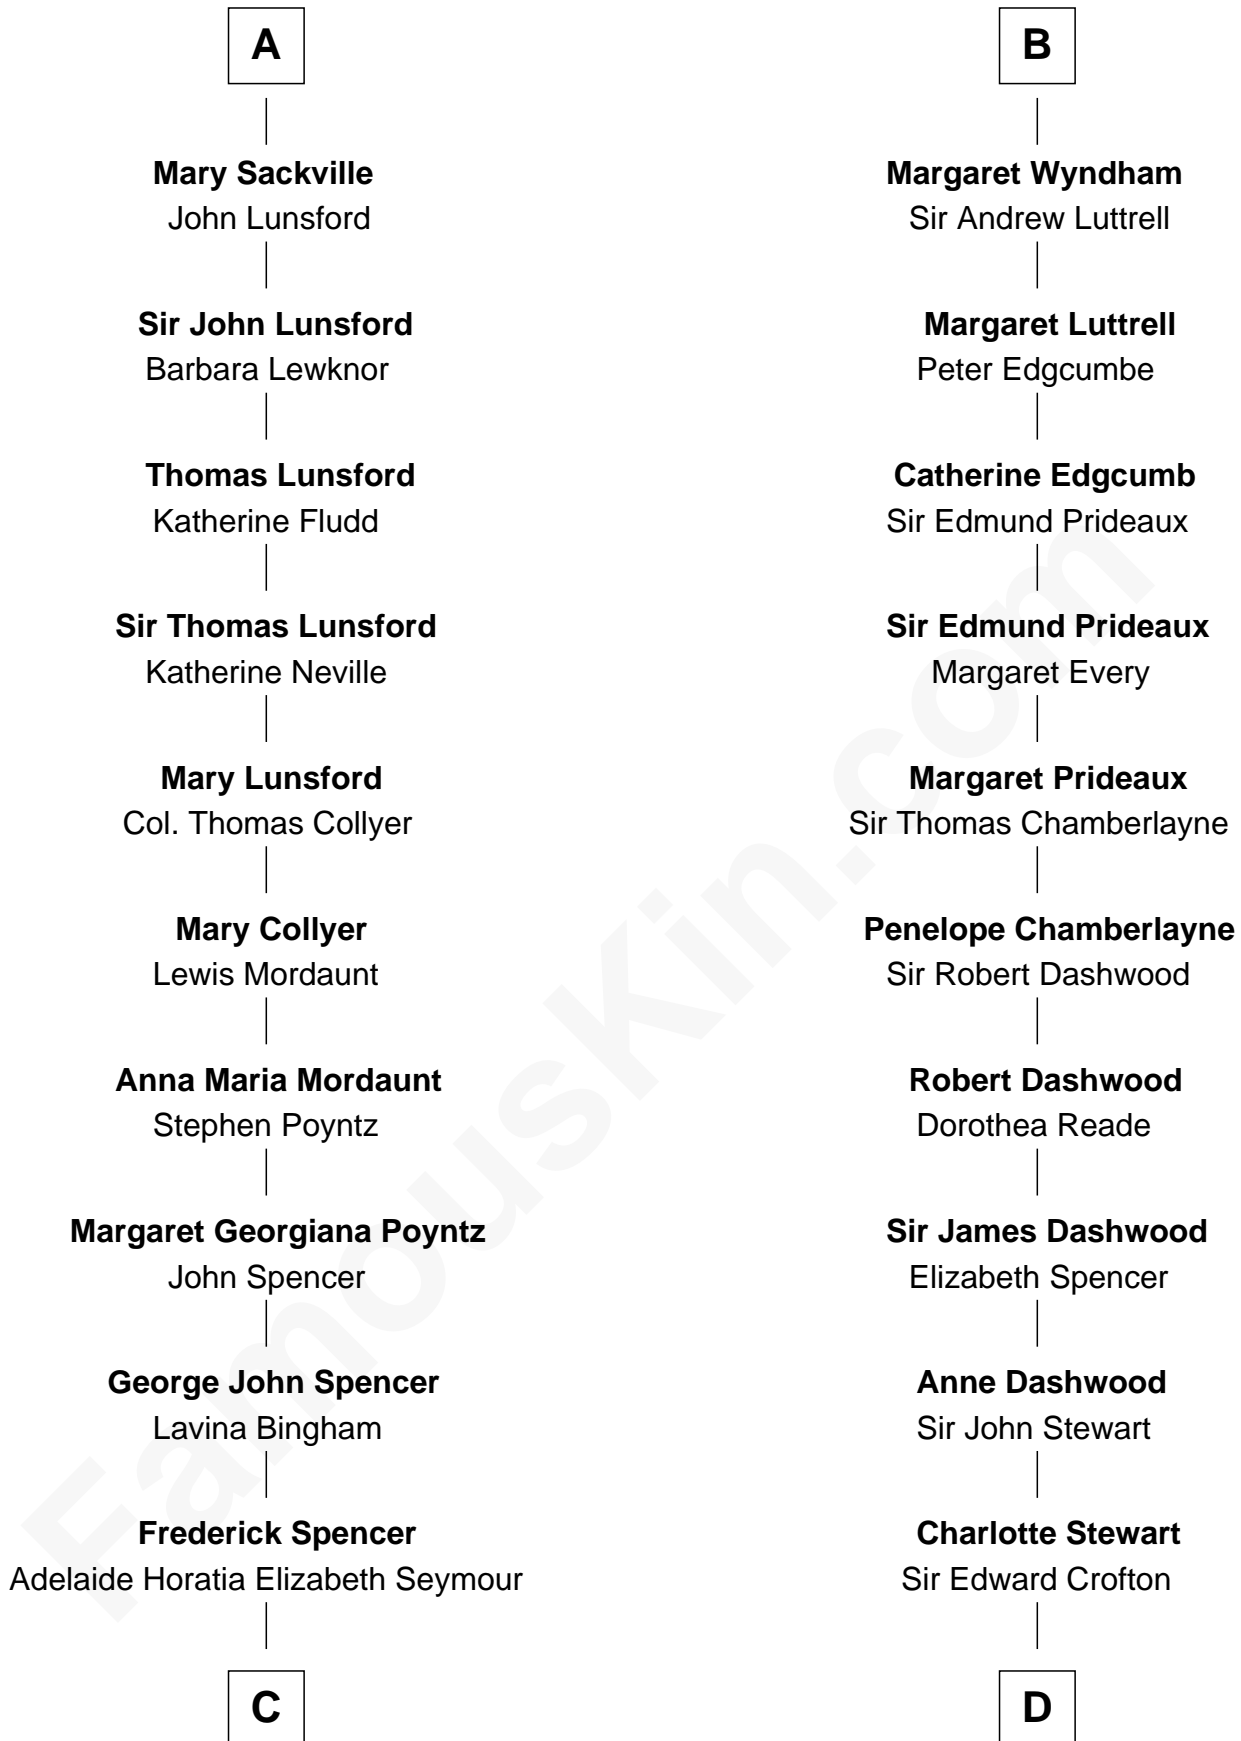 A
Mary Sackville
John Lunsford
Sir John Lunsford
Barbara Lewknor
Thomas Lunsford
Katherine Fludd
Sir Thomas Lunsford
Katherine Neville
Mary Lunsford
Col. Thomas Collyer
Mary Collyer
Lewis Mordaunt
Anna Maria Mordaunt
Stephen Poyntz
Margaret Georgiana Poyntz
John Spencer
George John Spencer
Lavina Bingham
Frederick Spencer
Adelaide Horatia Elizabeth Seymour
C
B
Margaret Wyndham
Sir Andrew Luttrell
Margaret Luttrell
Peter Edgcumbe
Catherine Edgcumb
Sir Edmund Prideaux
Sir Edmund Prideaux
Margaret Every
Margaret Prideaux
Sir Thomas Chamberlayne
Penelope Chamberlayne
Sir Robert Dashwood
Robert Dashwood
Dorothea Reade
Sir James Dashwood
Elizabeth Spencer
Anne Dashwood
Sir John Stewart
Charlotte Stewart
Sir Edward Crofton
D
FamousKin.com